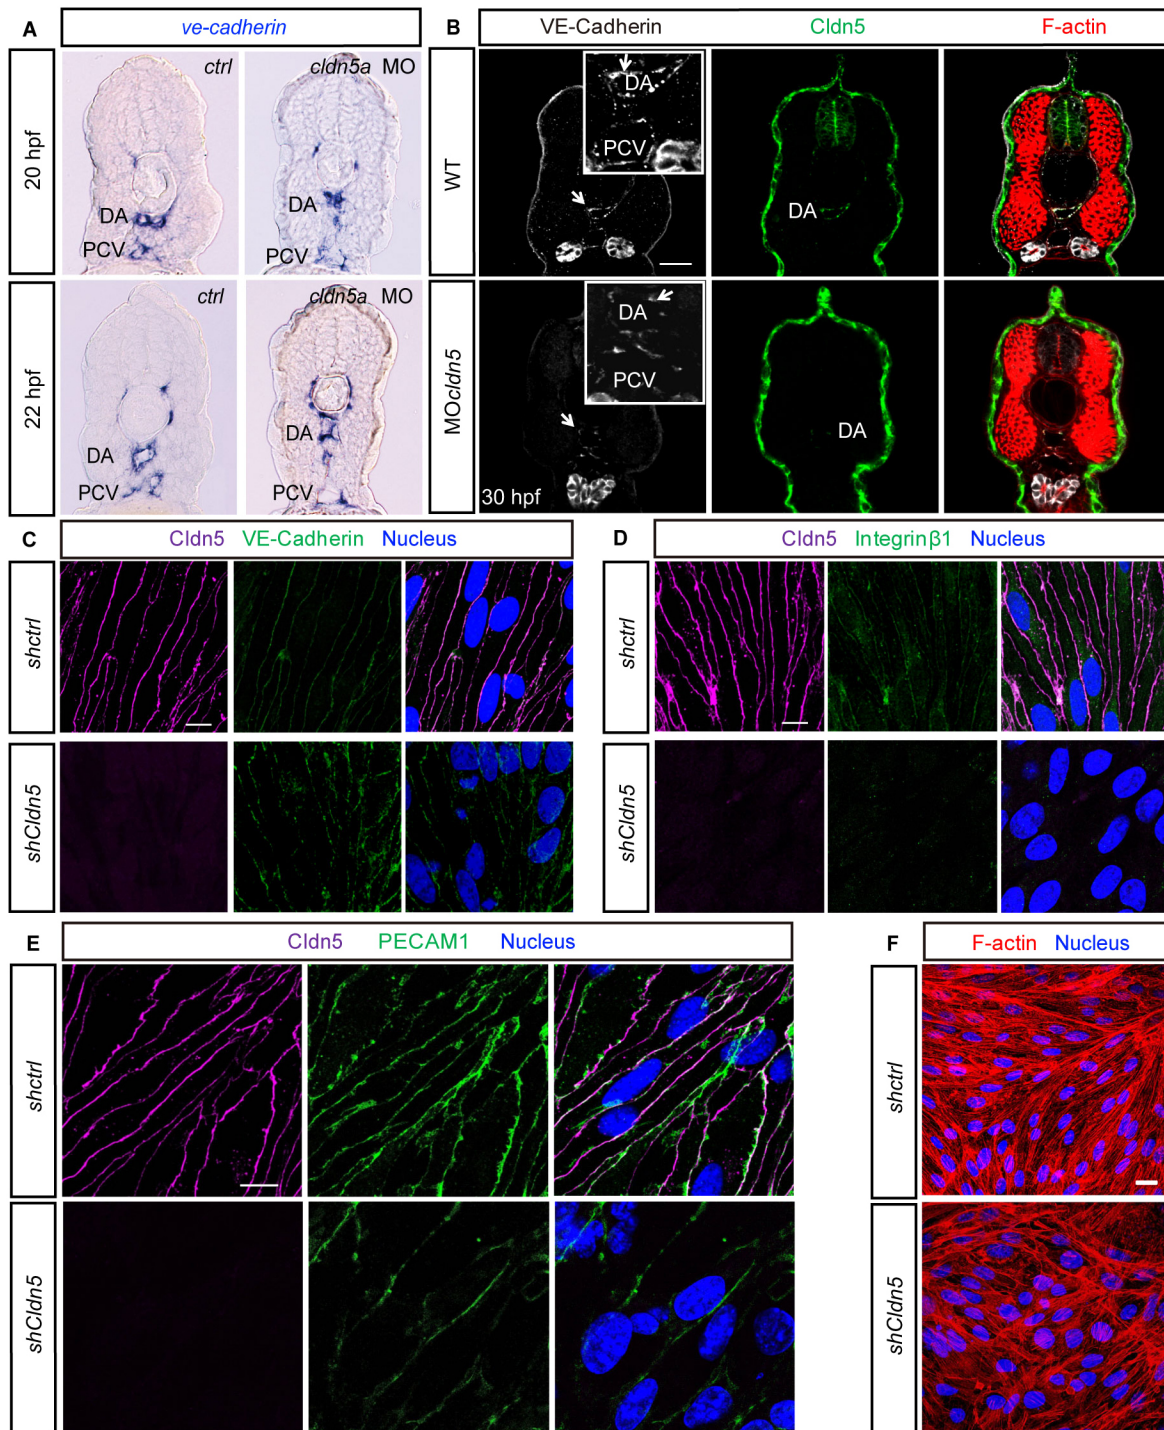 A
ve-cadherin
20 hpf
ctrl
cldn5a MO
DA
PCV
DA
PCV
22 hpf
ctrl
cldn5a MO
DA
PCV
DA
PCV
B
VE-Cadherin Cldn5 F-actin
WT
DA
PCV
DA
MOcldn5
DA
PCV
30 hpf
DA
C
Cldn5 VE-Cadherin Nucleus
shctrl
shCldn5
D
Cldn5 Integrinβ1 Nucleus
shctrl
shCldn5
E
Cldn5 PECAM1 Nucleus
shctrl
shCldn5
F
F-actin Nucleus
shctrl
shCldn5